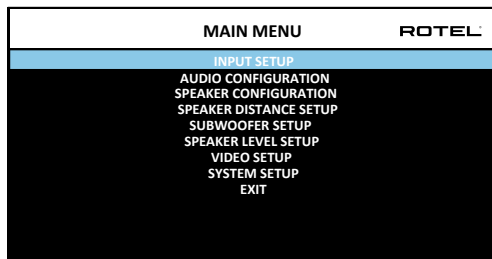 MAIN MENU
ROTEL
INPUT SETUP
AUDIO CONFIGURATION
SPEAKER CONFIGURATION
SPEAKER DISTANCE SETUP
SUBWOOFER SETUP
SPEAKER LEVEL SETUP
VIDEO SETUP
SYSTEM SETUP
EXIT